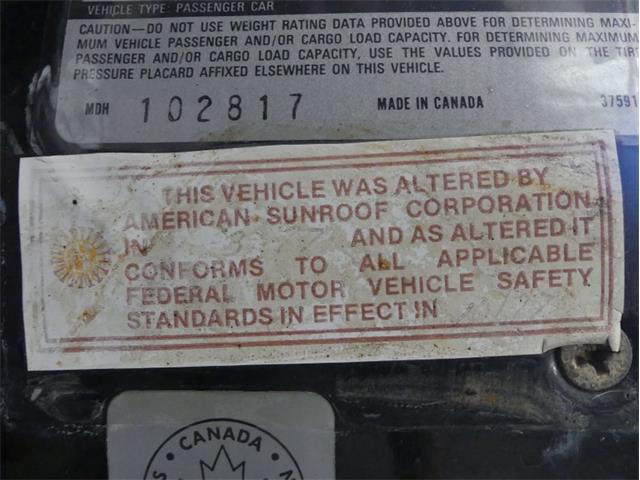 VEHICLE TYPE: PASSENGER CAR
CAUTION—DO NOT USE WEIGHT RATING DATA PROVIDED ABOVE FOR DETERMINING MAXI-
MUM VEHICLE PASSENGER AND/OR CARGO LOAD CAPACITY. FOR DETERMINING MAXIMUM
PASSENGER AND/OR CARGO LOAD CAPACITY, USE THE VALUES PROVIDED ON THE TIRE
PRESSURE PLACARD AFFIXED ELSEWHERE ON THIS VEHICLE.
MDH 102817 MADE IN CANADA 37591
THIS VEHICLE WAS ALTERED BY
AMERICAN SUNROOF CORPORATION
IN AND AS ALTERED IT
CONFORMS TO ALL APPLICABLE
FEDERAL MOTOR VEHICLE SAFETY
STANDARDS IN EFFECT IN
CANADA